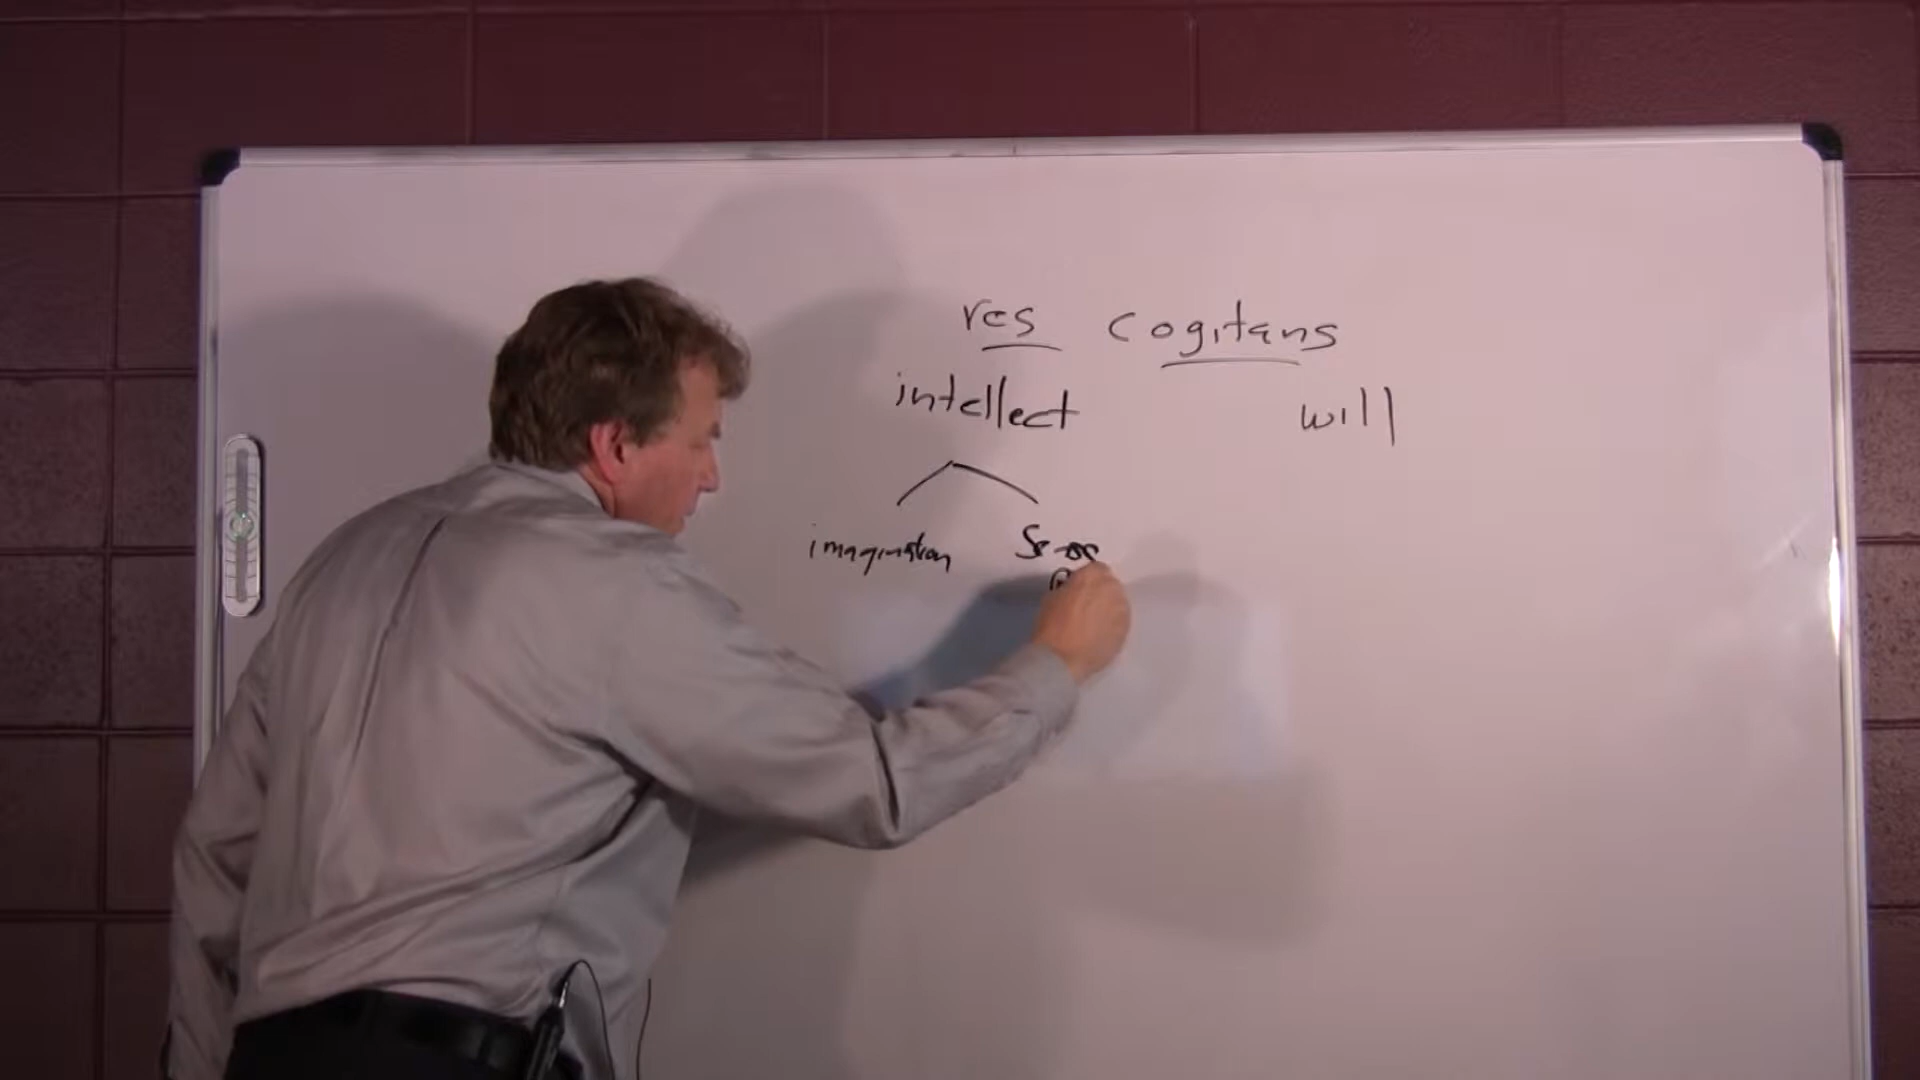 res cogitans
intellect will
imagination Sense